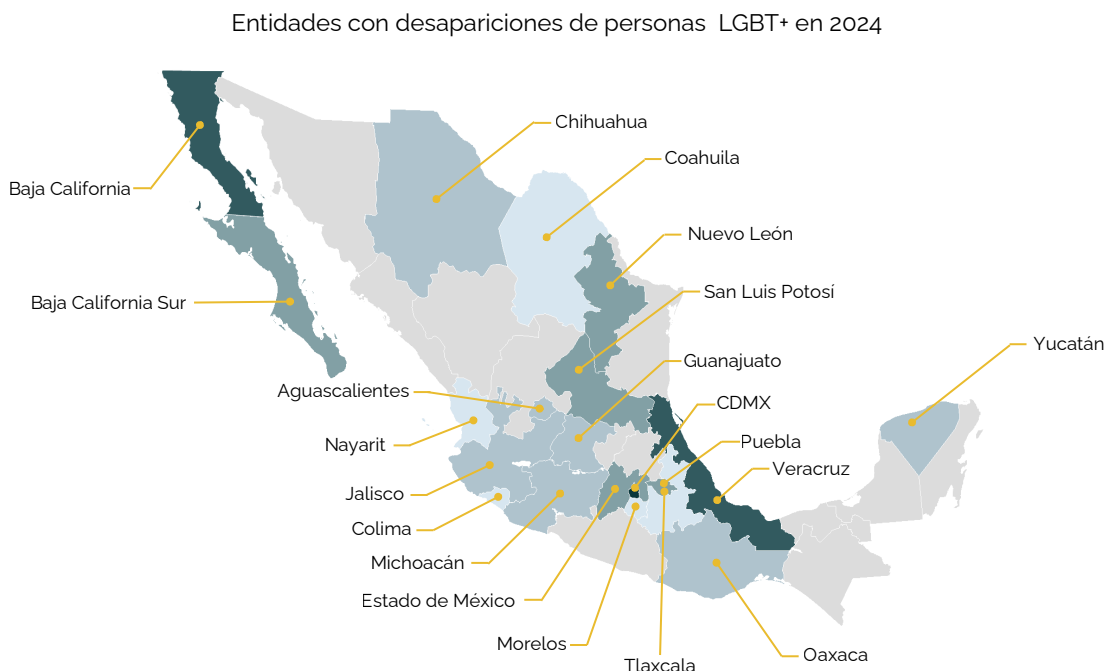 Entidades con desapariciones de personas  LGBT+ en 2024
Chihuahua
Coahuila
Baja California
Nuevo León
San Luis Potosí
Baja California Sur
Yucatán
Guanajuato
Aguascalientes
CDMX
Puebla
Nayarit
Veracruz
Jalisco
Colima
Michoacán
Estado de México
Morelos
Oaxaca
Tlaxcala